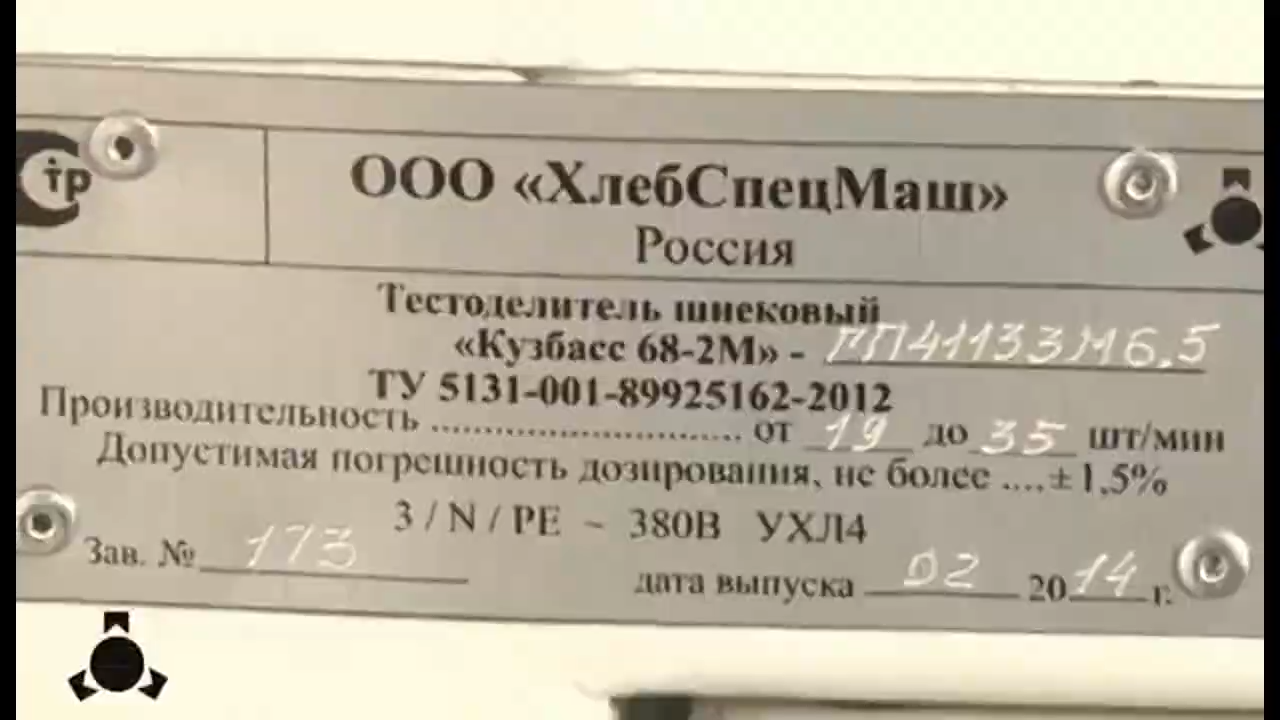 тр
ООО «ХлебСпецМаш»
Россия
Тестоделитель шнековый
«Кузбасс 68-2М» - РП41133М6,5
ТУ 5131-001-89925162-2012
Производительность .............................. от 19 до 35 шт/мин
Допустимая погрешность дозирования, не более ....± 1,5%
3 / N / PE ~ 380В УХЛ4
Зав. № 173
дата выпуска 02 2014 г.